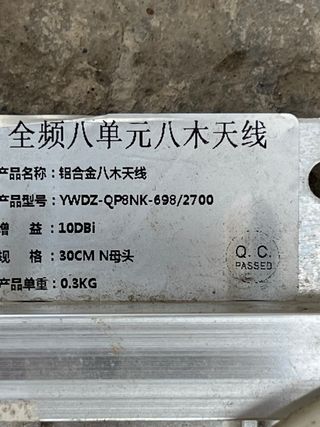 全频八单元八木天线
产品名称：铝合金八木天线
产品型号：YWDZ-QP8NK-698/2700
增 益：10DBi
规 格：30CM N母头
产品单重：0.3KG
Q.C.
PASSED